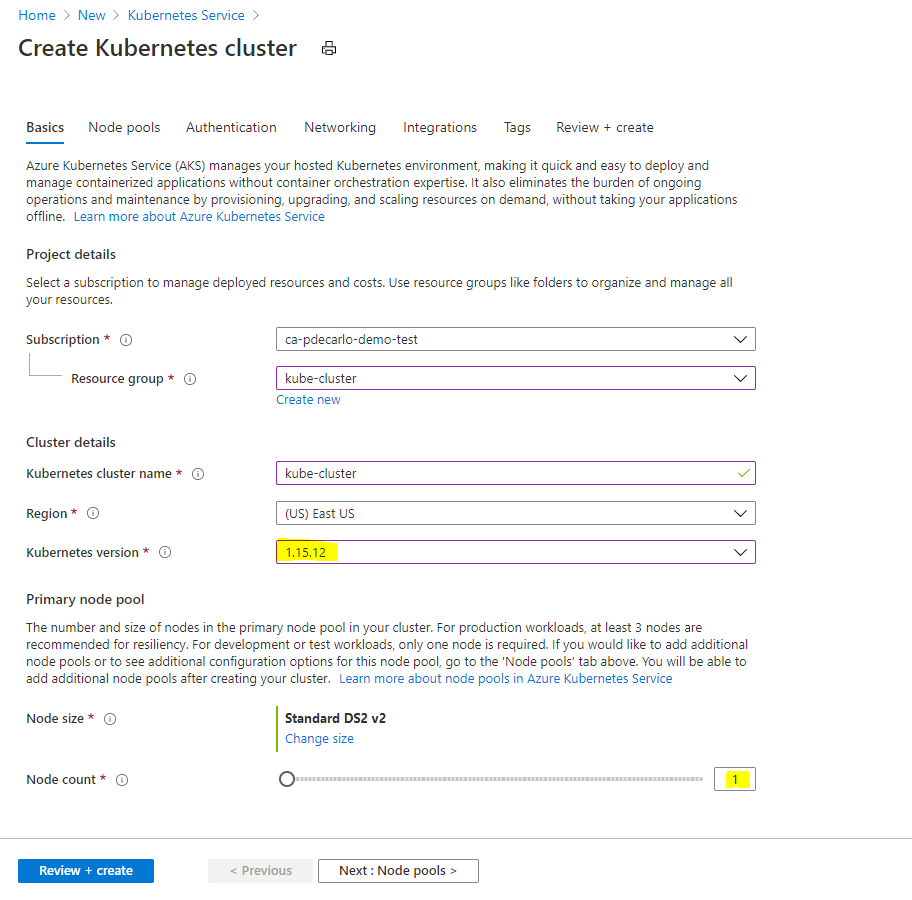 Home > New > Kubernetes Service >
Create Kubernetes cluster
Basics Node pools Authentication Networking Integrations Tags Review + create
Azure Kubernetes Service (AKS) manages your hosted Kubernetes environment, making it quick and easy to deploy and
manage containerized applications without container orchestration expertise. It also eliminates the burden of ongoing
operations and maintenance by provisioning, upgrading, and scaling resources on demand, without taking your applications
offline. Learn more about Azure Kubernetes Service
Project details
Select a subscription to manage deployed resources and costs. Use resource groups like folders to organize and manage all
your resources.
Subscription * ca-pdecarlo-demo-test
Resource group * kube-cluster
Create new
Cluster details
Kubernetes cluster name * kube-cluster
Region * (US) East US
Kubernetes version * 1.15.12
Primary node pool
The number and size of nodes in the primary node pool in your cluster. For production workloads, at least 3 nodes are
recommended for resiliency. For development or test workloads, only one node is required. If you would like to add additional
node pools or to see additional configuration options for this node pool, go to the 'Node pools' tab above. You will be able to
add additional node pools after creating your cluster. Learn more about node pools in Azure Kubernetes Service
Node size * Standard DS2 v2
Change size
Node count * 1
Review + create < Previous Next : Node pools >